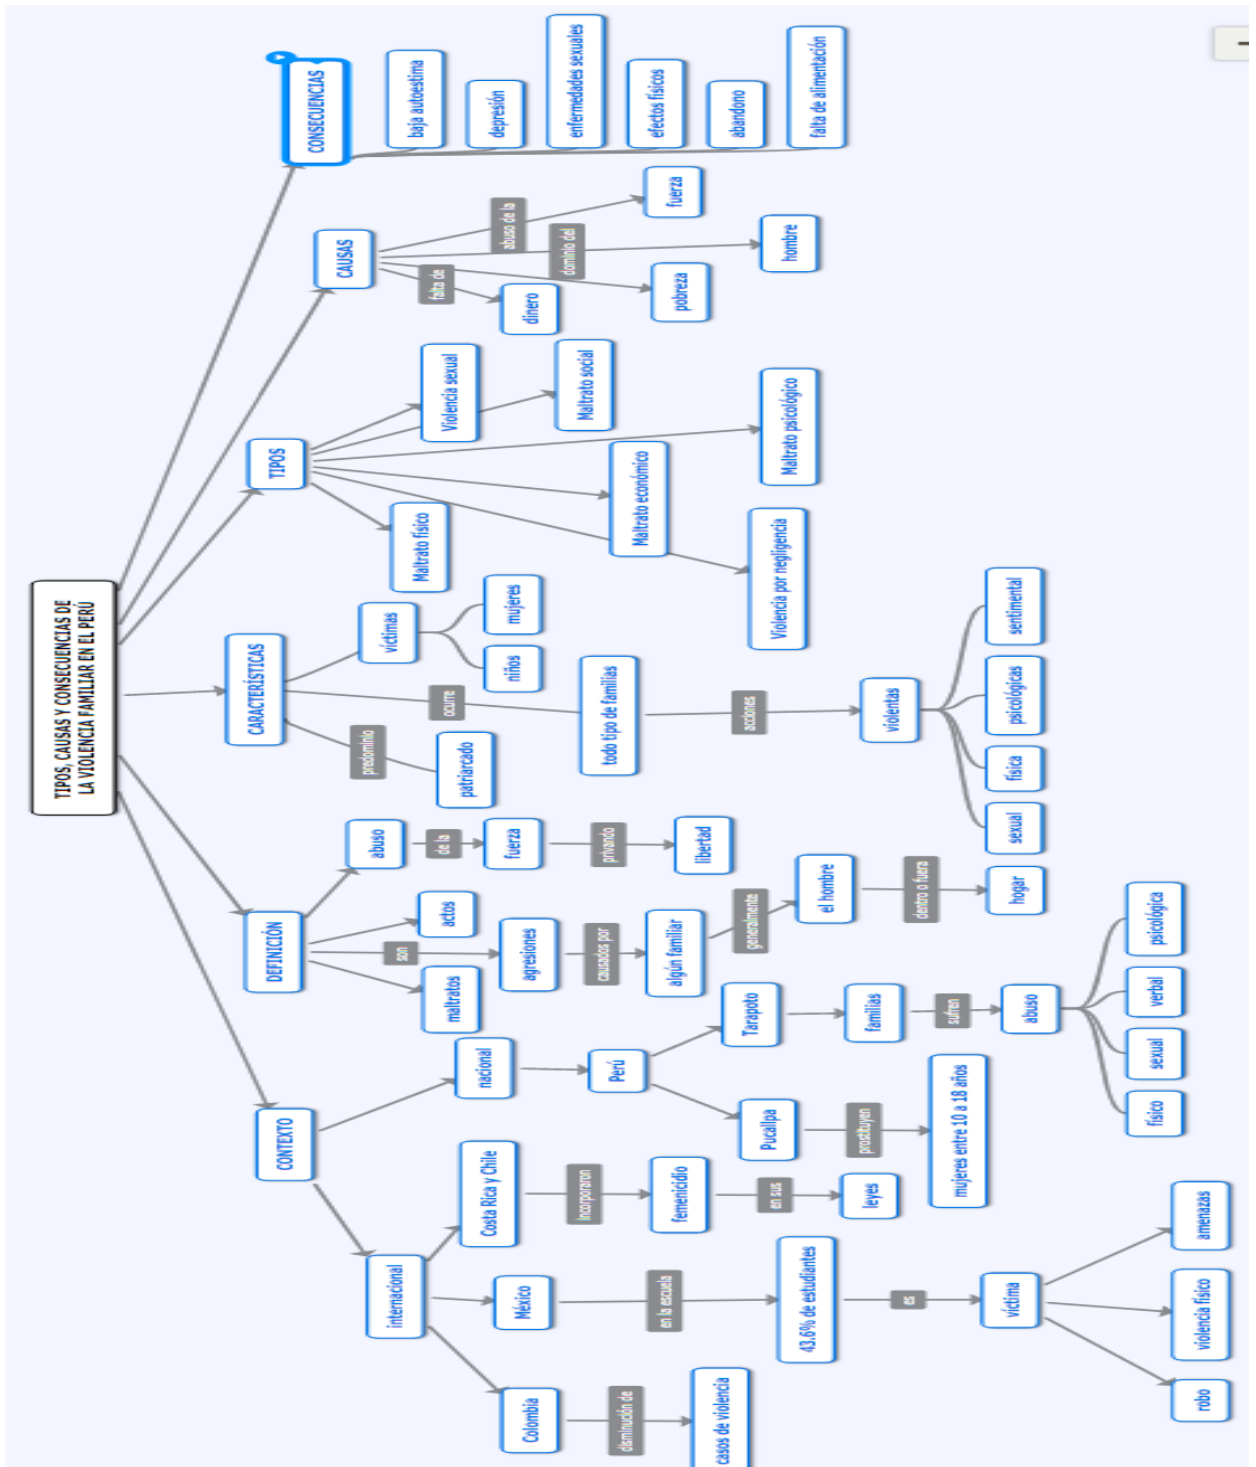 TIPOS, CAUSAS Y CONSECUENCIAS DE
LA VIOLENCIA FAMILIAR EN EL PERÚ
CONTEXTO
internacional
Colombia
disminución de
casos de violencia
México
en la escuela
43.6% de estudiantes
es
víctima
robo
violencia físico
amenazas
Costa Rica y Chile
incorporaron
femenicidio
en sus
leyes
nacional
Perú
Pucallpa
prostituyen
mujeres entre 10 a 18 años
Tarapoto
familias
sufren
abuso
físico
sexual
verbal
psicológica
DEFINICIÓN
maltratos
son
agresiones
causados por
algún familiar
generalmente
el hombre
dentro o fuera
hogar
actos
abuso
de la
fuerza
privando
libertad
CARACTERÍSTICAS
predominio
patriarcado
ocurre
todo tipo de familias
acciones
violentas
sexual
física
psicológicas
sentimental
víctimas
niños
mujeres
TIPOS
Maltrato físico
Violencia por negligencia
Maltrato económico
Maltrato psicológico
Maltrato social
Violencia sexual
CAUSAS
falta de
dinero
pobreza
dominio del
hombre
abuso de la
fuerza
CONSECUENCIAS
baja autoestima
depresión
enfermedades sexuales
efectos físicos
abandono
falta de alimentación